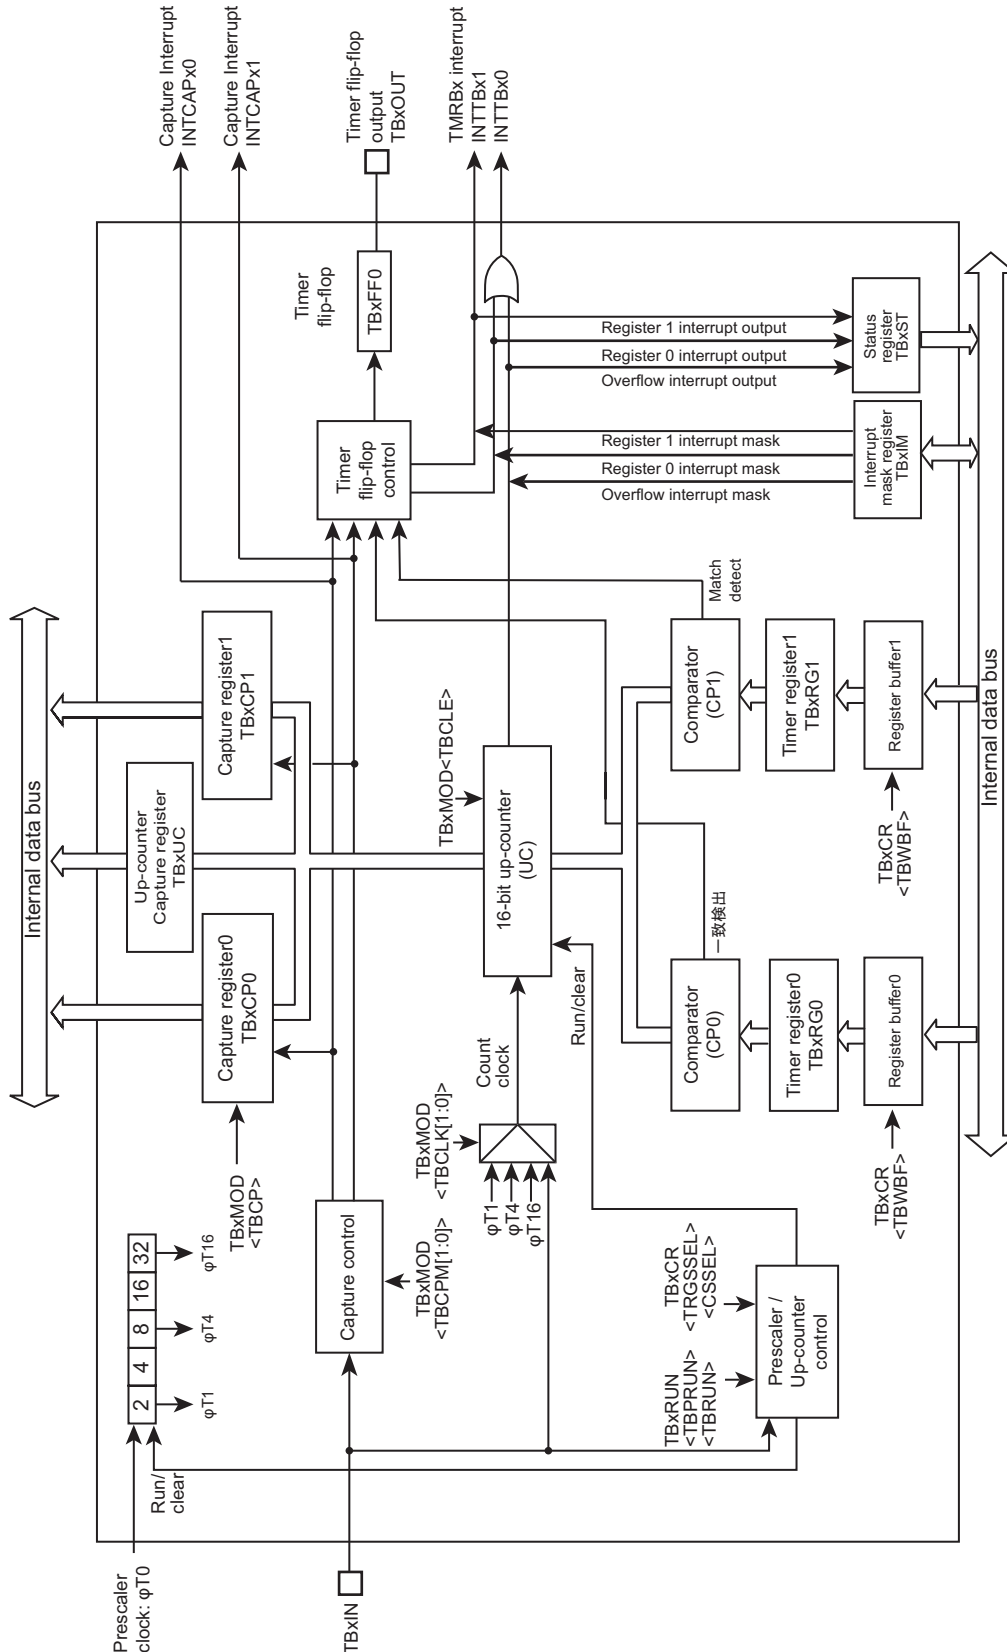 Internal data bus
Prescaler
clock: φT0
2
4
8
16
32
Run/
clear
φT1
φT4
φT16
TBxMOD
<TBCP>
Capture register0
TBxCP0
Up-counter
Capture register
TBxUC
Capture register1
TBxCP1
Capture Interrupt
INTCAPx0
Capture Interrupt
INTCAPx1
TBxIN
Capture control
TBxMOD
<TBCPM[1:0]>
TBxMOD
<TBCLK[1:0]>
φT1
φT4
φT16
Count
clock
TBxMOD<TBCLE>
16-bit up-counter
(UC)
Run/clear
Timer
flip-flop
control
Timer
flip-flop
TBxFF0
Timer flip-flop
output
TBxOUT
TMRBx interrupt
INTTBx1
INTTBx0
TBxRUN
<TBPRUN>
<TBRUN>
TBxCR
<TRGSSEL>
<CSSEL>
Prescaler /
Up-counter
control
Comparator
(CP0)
一致検出
Timer register0
TBxRG0
Register buffer0
TBxCR
<TBWBF>
Comparator
(CP1)
Match
detect
Timer register1
TBxRG1
Register buffer1
TBxCR
<TBWBF>
Register 1 interrupt mask
Register 0 interrupt mask
Overflow interrupt mask
Interrupt
mask register
TBxIM
Register 1 interrupt output
Register 0 interrupt output
Overflow interrupt output
Status
register
TBxST
Internal data bus